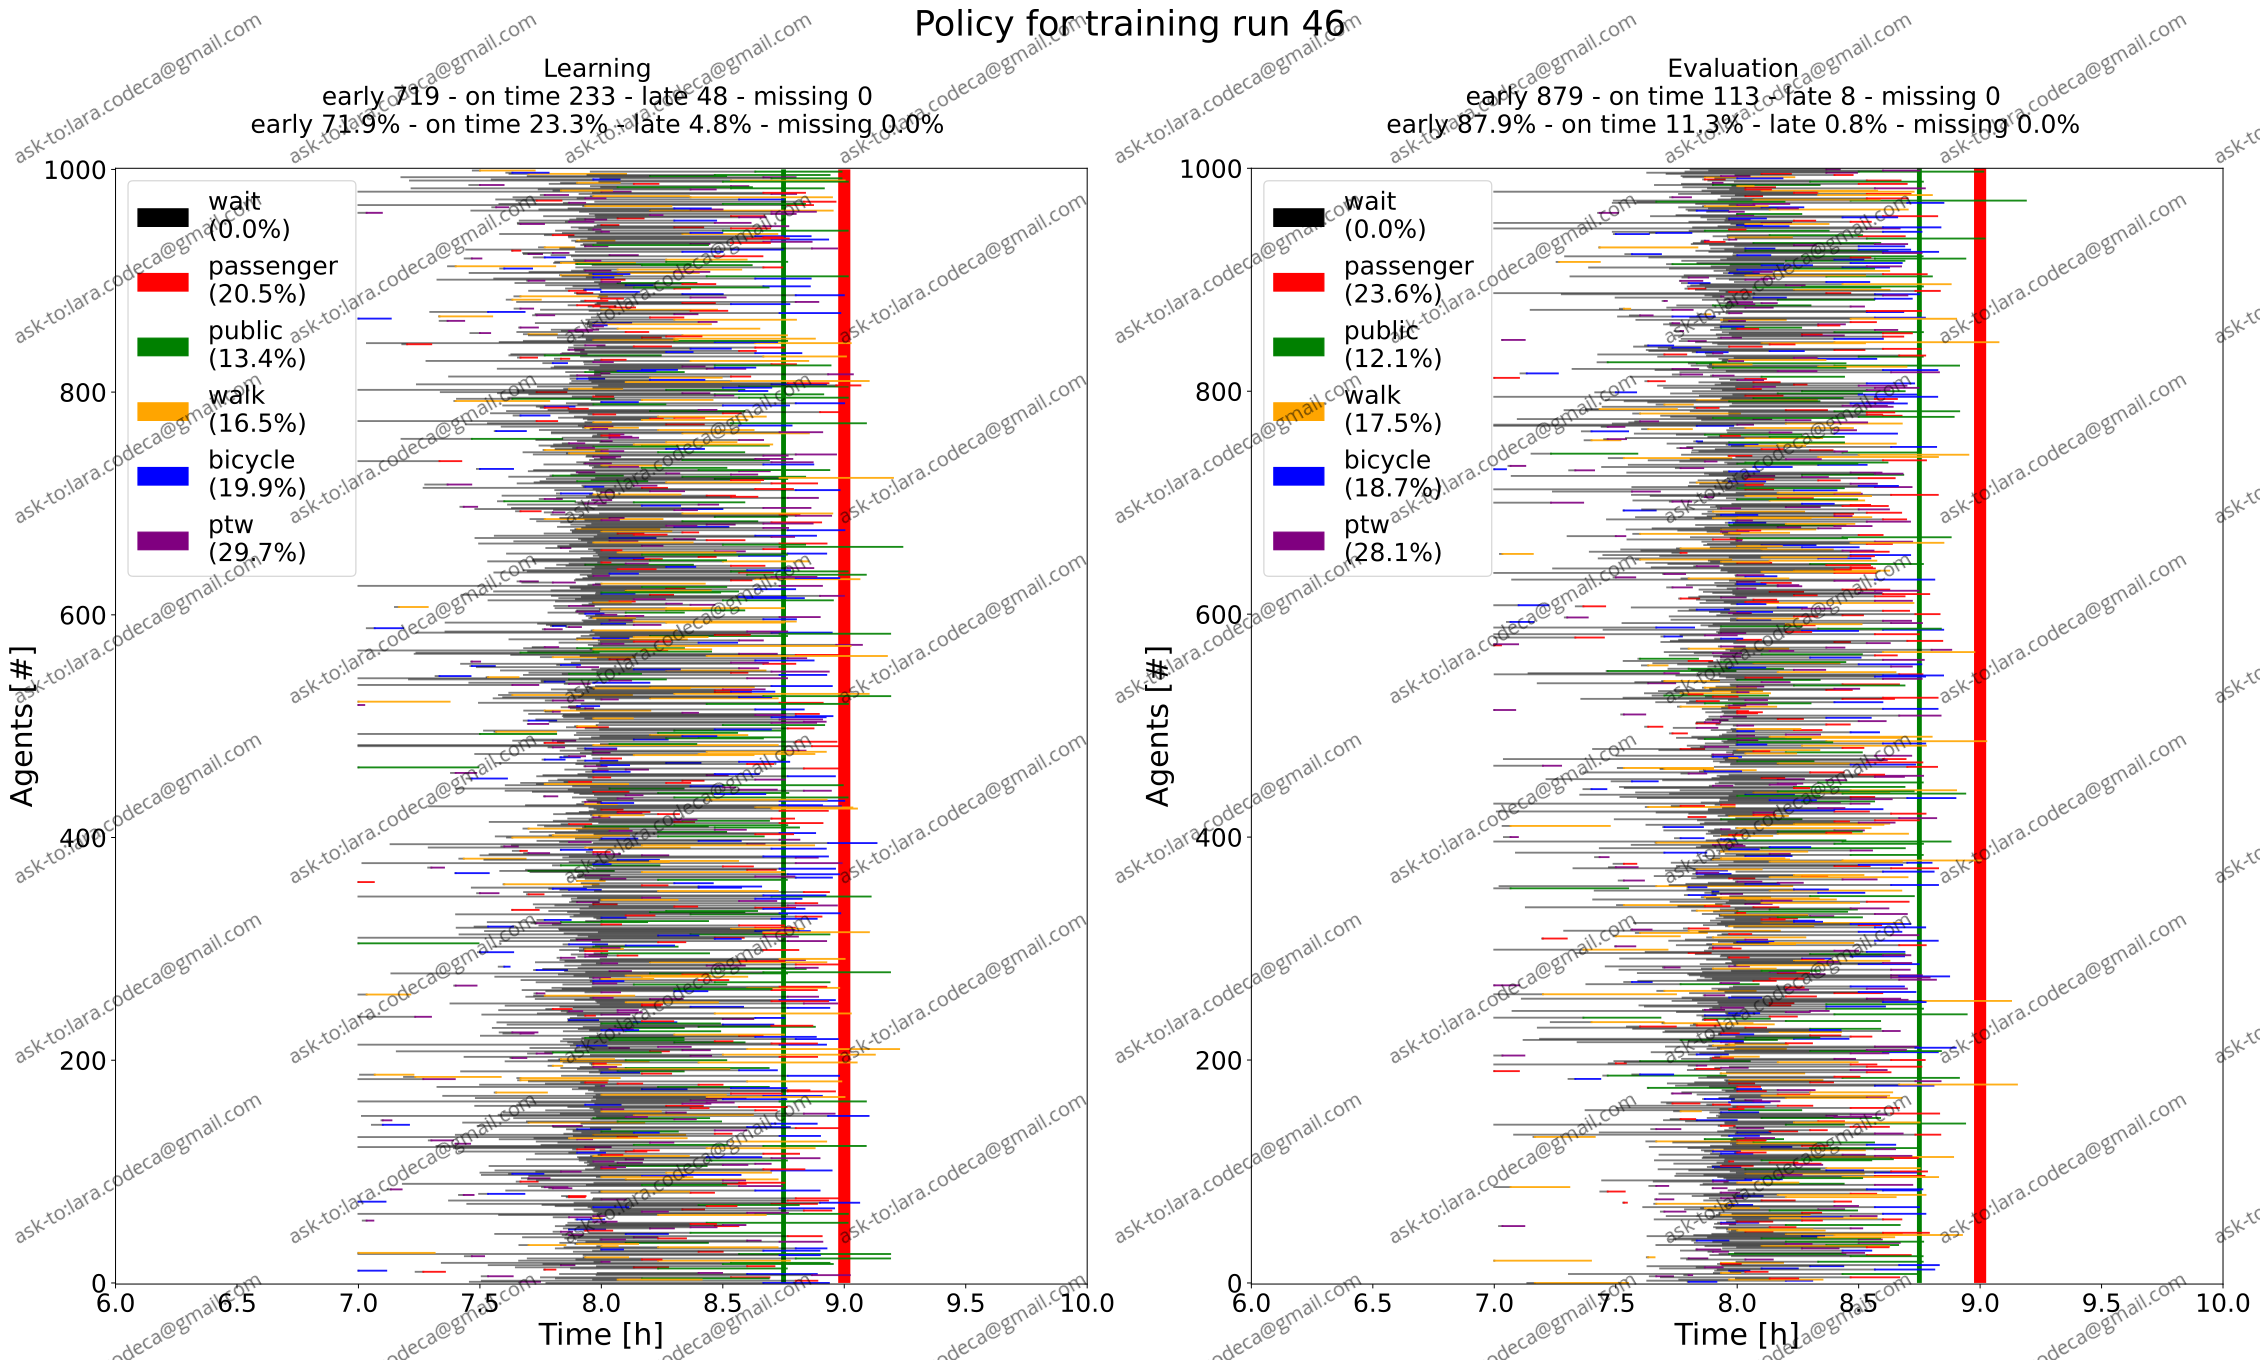 Policy for training run 46
Learning
early 719 - on time 233 - late 48 - missing 0
early 71.9% - on time 23.3% - late 4.8% - missing 0.0%
Agents [#]
1000
800
600
400
200
0
wait
(0.0%)
passenger
(20.5%)
public
(13.4%)
walk
(16.5%)
bicycle
(19.9%)
ptw
(29.7%)
6.0 6.5 7.0 7.5 8.0 8.5 9.0 9.5 10.0
Time [h]
Evaluation
early 879 - on time 113 - late 8 - missing 0
early 87.9% - on time 11.3% - late 0.8% - missing 0.0%
Agents [#]
1000
800
600
400
200
0
wait
(0.0%)
passenger
(23.6%)
public
(12.1%)
walk
(17.5%)
bicycle
(18.7%)
ptw
(28.1%)
6.0 6.5 7.0 7.5 8.0 8.5 9.0 9.5 10.0
Time [h]
ask-to:lara.codeca@gmail.com